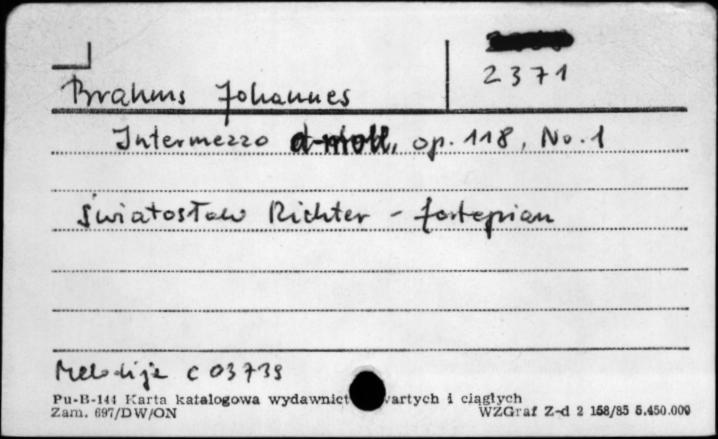 2371
Brahms Johannes
Intermezzo a-moll, op. 118, No. 1
Światosław Richter - fortepian
Melodija C 03739
Pu-B-144 Karta katalogowa wydawnict wartych i ciągłych
Zam. 697/DW/ON WZGraf Z-d 2 158/85 5.450.000